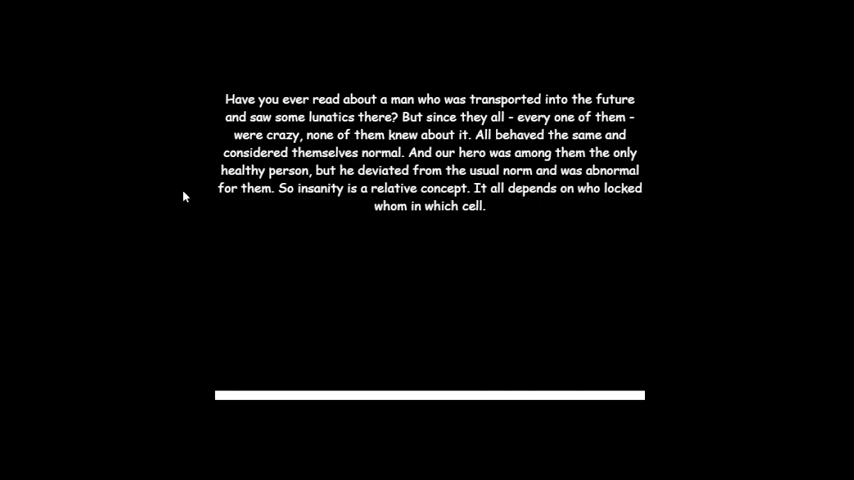 Have you ever read about a man who was transported into the future
and saw some lunatics there? But since they all - every one of them -
were crazy, none of them knew about it. All behaved the same and
considered themselves normal. And our hero was among them the only
healthy person, but he deviated from the usual norm and was abnormal
for them. So insanity is a relative concept. It all depends on who locked
whom in which cell.